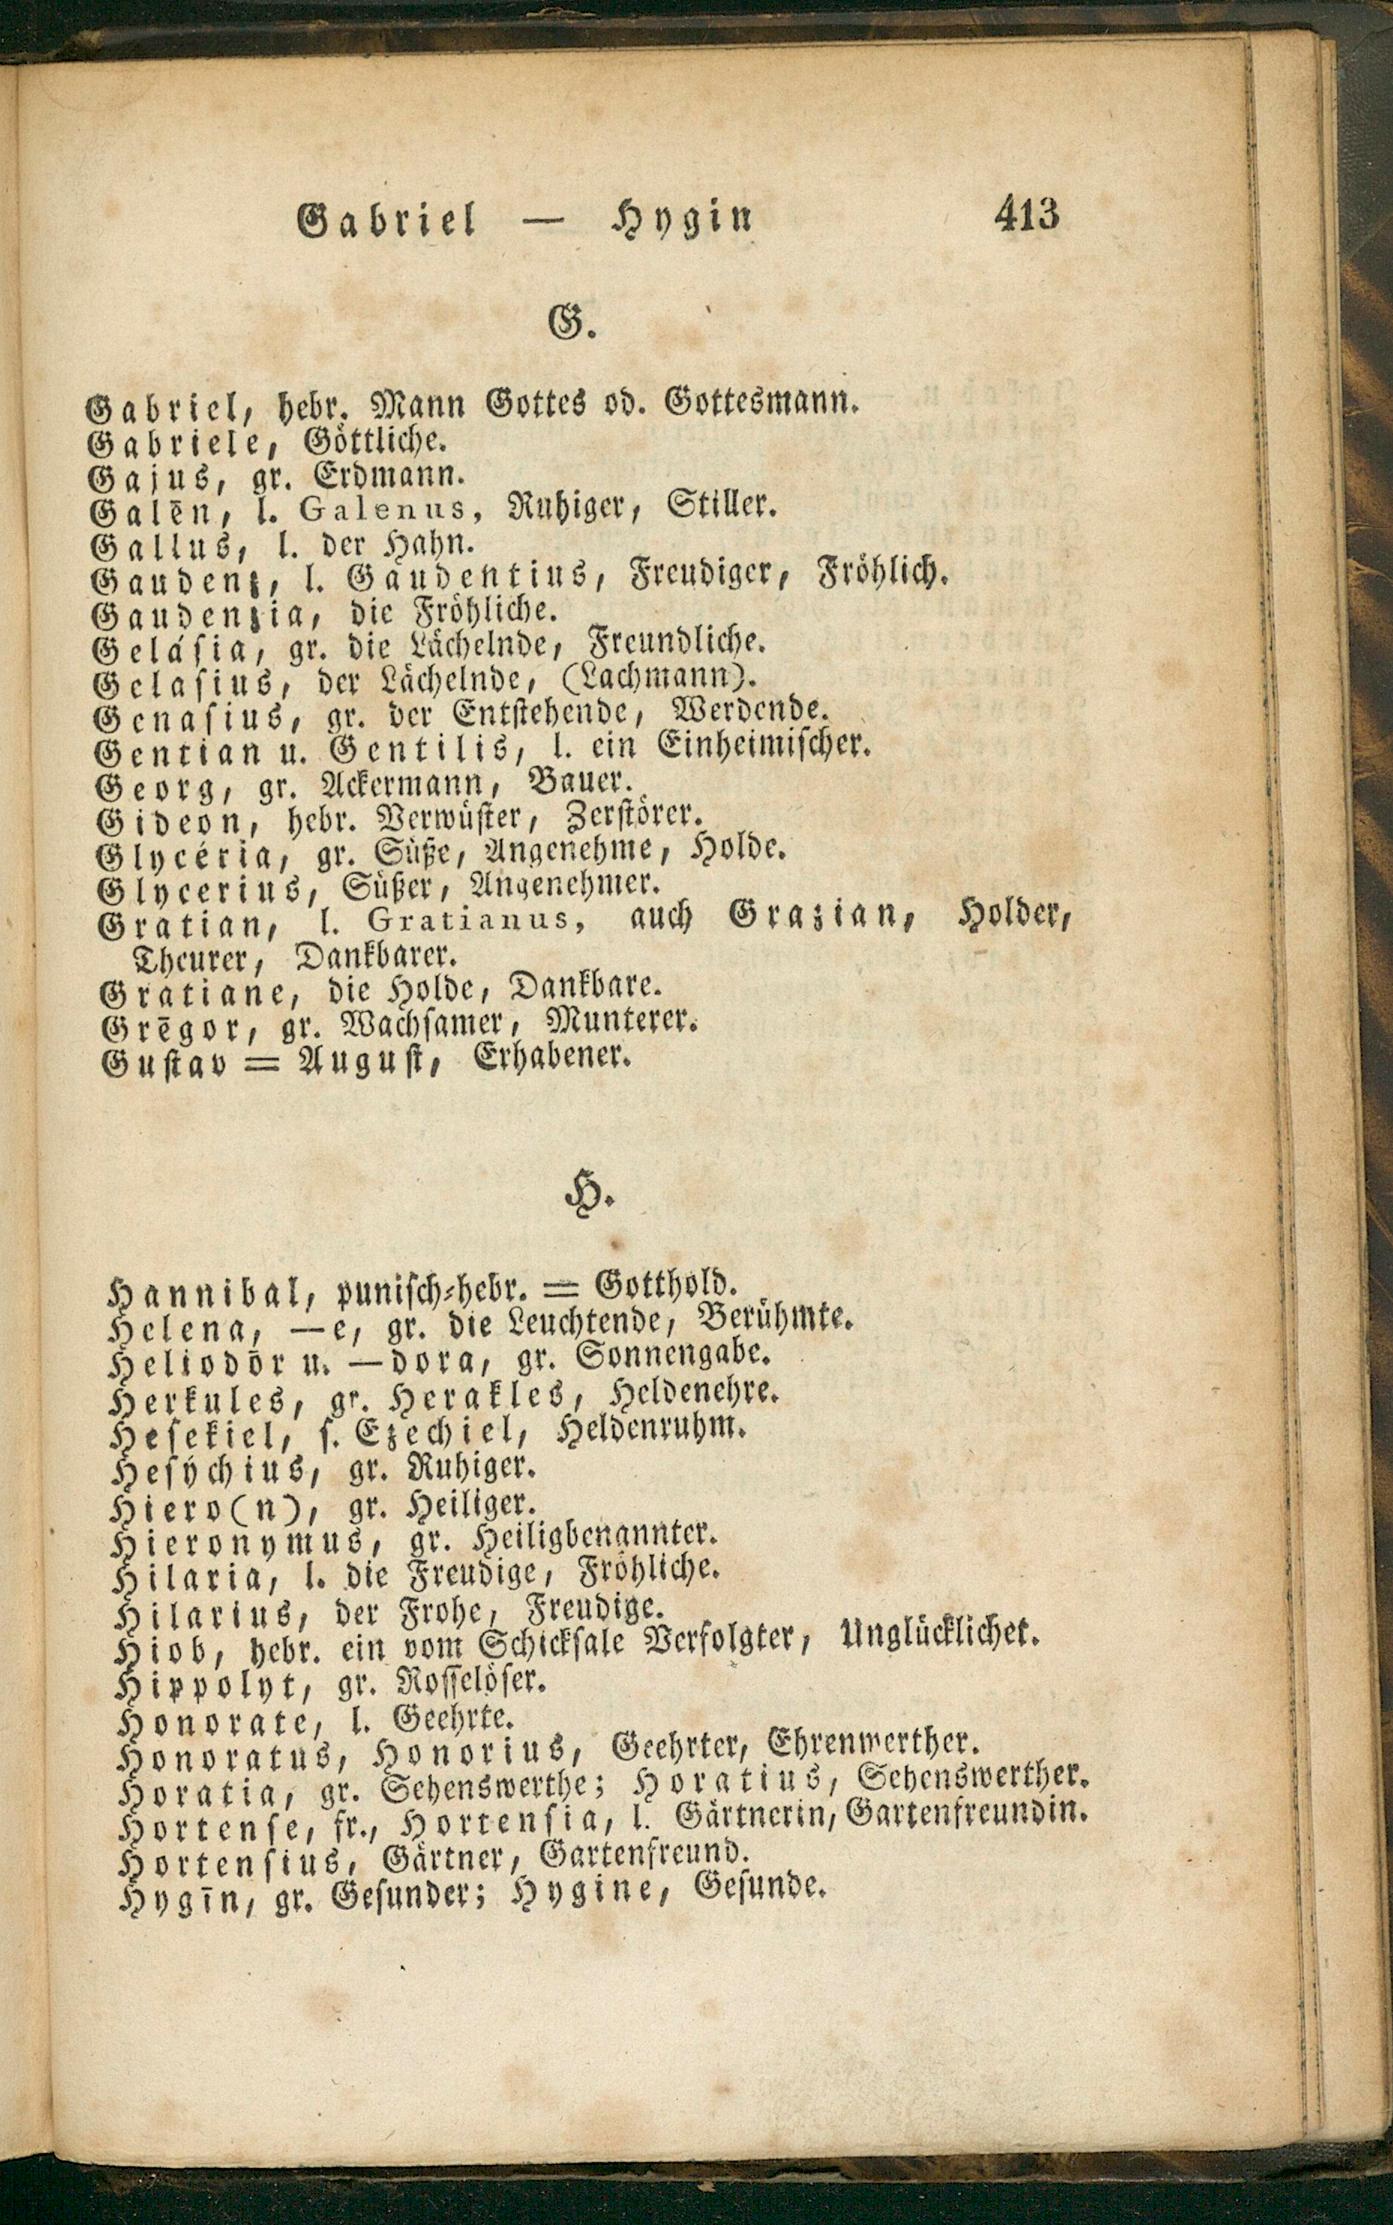 Gabriel — Hygin 413
G.
Gabriel, hebr. Mann Gottes od. Gottesmann.
Gabriele, Göttliche.
Gajus, gr. Erdmann.
Galēn, l. Galenus, Ruhiger, Stiller.
Gallus, l. der Hahn.
Gaudenz, l. Gaudentius, Freudiger, Fröhlich.
Gaudenzia, die Fröhliche.
Gelásia, gr. die Lächelnde, Freundliche.
Gelasius, der Lächelnde, (Lachmann).
Genasius, gr. der Entstehende, Werdende.
Gentian u. Gentilis, l. ein Einheimischer.
Georg, gr. Ackermann, Bauer.
Gideon, hebr. Verwüster, Zerstörer.
Glycéria, gr. Süße, Angenehme, Holde.
Glycerius, Süßer, Angenehmer.
Gratian, l. Gratianus, auch Grazian, Holder,
Theurer, Dankbarer.
Gratiane, die Holde, Dankbare.
Grēgor, gr. Wachsamer, Munterer.
Gustav = August, Erhabener.
H.
Hannibal, punisch-hebr. = Gotthold.
Helena, —e, gr. die Leuchtende, Berühmte.
Heliodōr u. —dora, gr. Sonnengabe.
Herkules, gr. Herakles, Heldenehre.
Hesekiel, s. Ezechiel, Heldenruhm.
Hesýchius, gr. Ruhiger.
Hiero(n), gr. Heiliger.
Hieronymus, gr. Heiligbenannter.
Hilaria, l. die Freudige, Fröhliche.
Hilarius, der Frohe, Freudige.
Hiob, hebr. ein vom Schicksale Verfolgter, Unglücklicher.
Hippolyt, gr. Rosselöser.
Honorate, l. Geehrte.
Honoratus, Honorius, Geehrter, Ehrenwerther.
Horatia, gr. Sehenswerthe; Horatius, Sehenswerther.
Hortense, fr., Hortensia, l. Gärtnerin, Gartenfreundin.
Hortensius, Gärtner, Gartenfreund.
Hygīn, gr. Gesunder; Hygine, Gesunde.